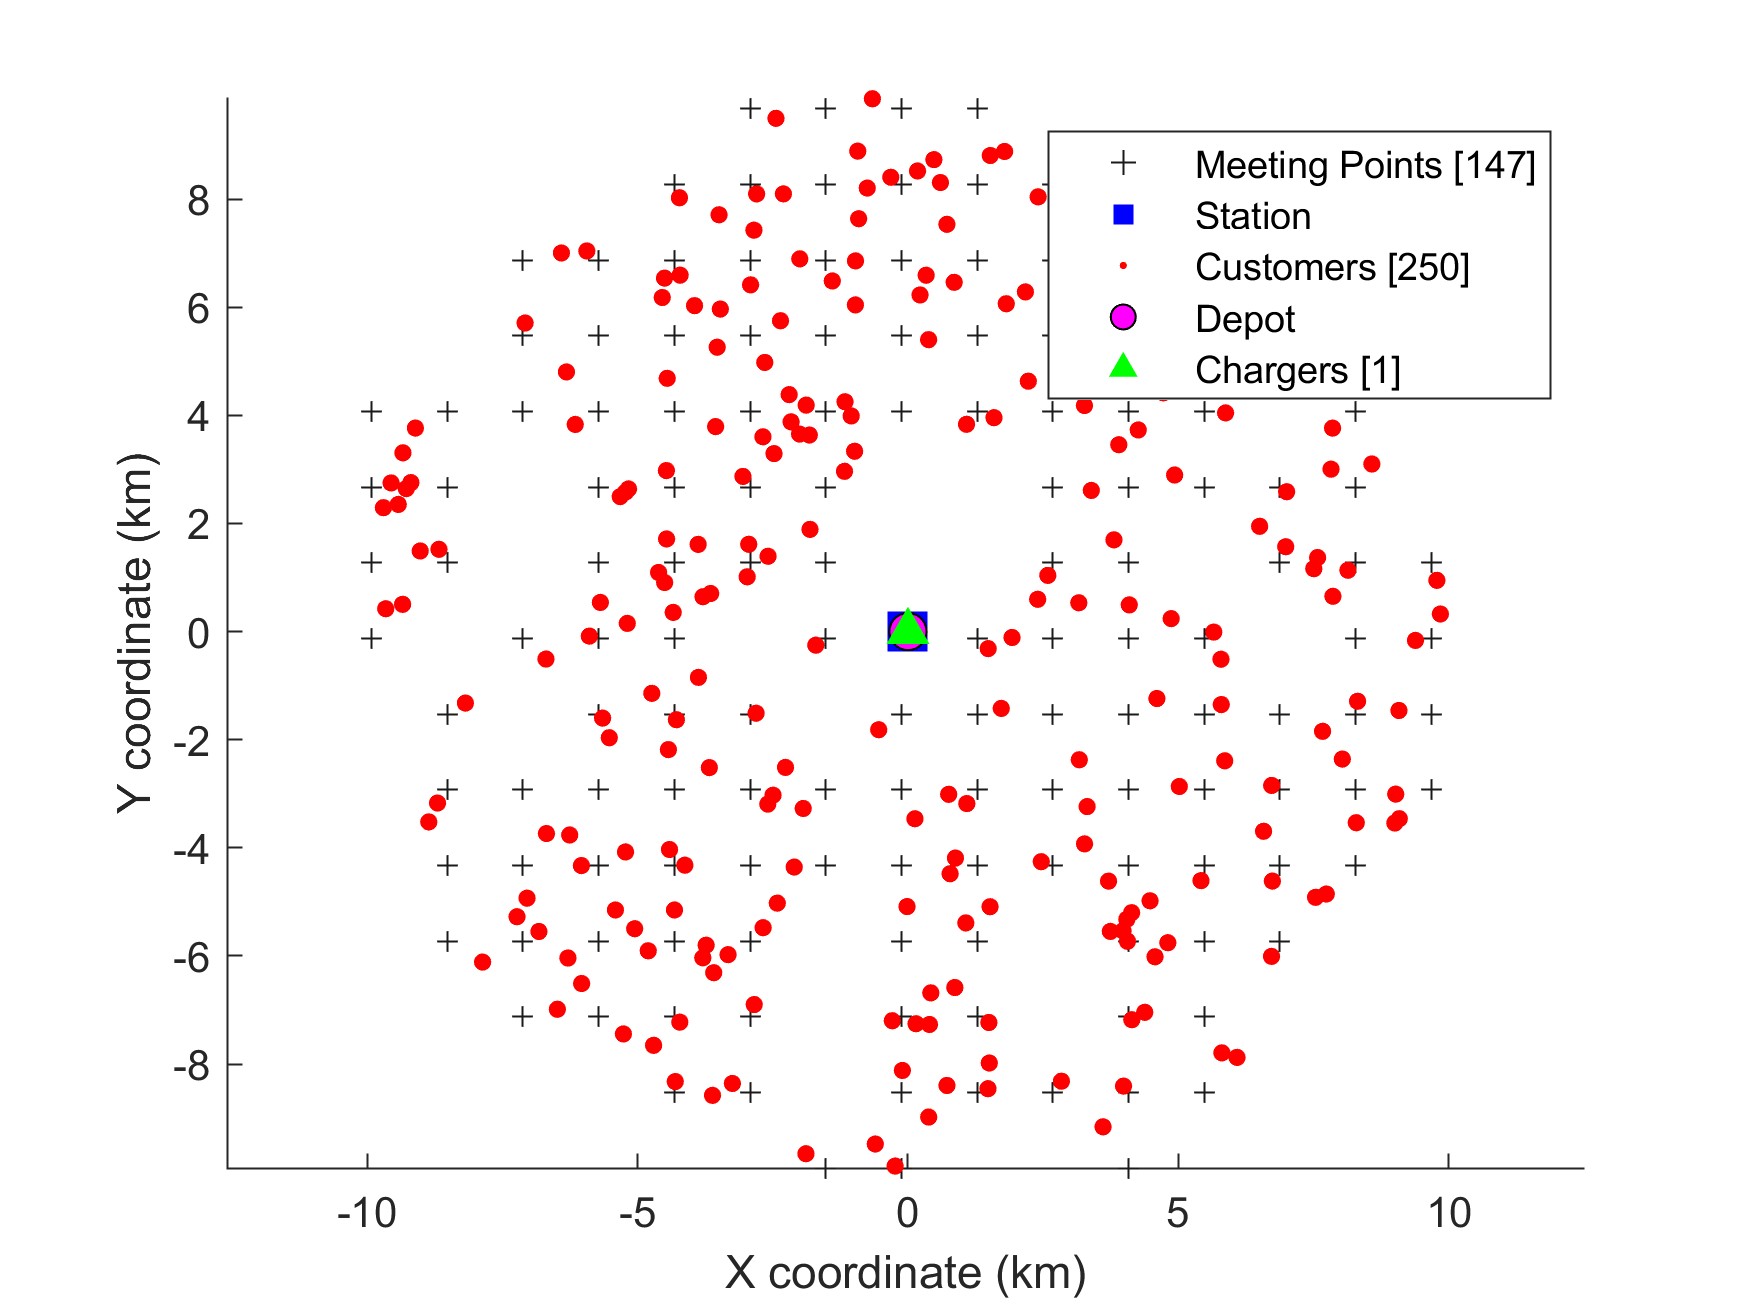 Meeting Points [147]
Station
Customers [250]
Depot
Chargers [1]
8
6
4
2
0
-2
-4
-6
-8
Y coordinate (km)
-10 -5 0 5 10
X coordinate (km)